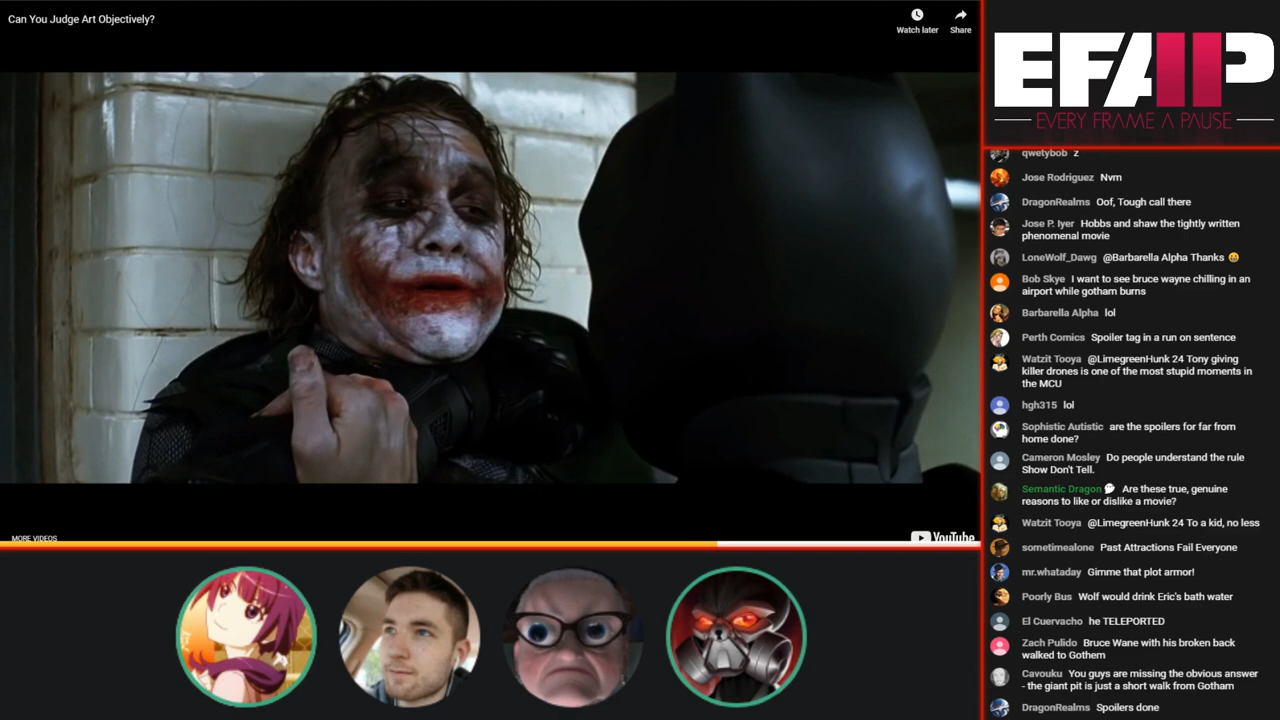 Can You Judge Art Objectively?
Watch later
Share
MORE VIDEOS
YouTube
EFAP
EVERY FRAME A PAUSE
qwetybob z
Jose Rodriguez Nvm
DragonRealms Oof, Tough call there
Jose P. Iyer Hobbs and shaw the tightly written
phenomenal movie
LoneWolf_Dawg @Barbarella Alpha Thanks 😀
Bob Skye I want to see bruce wayne chilling in an
airport while gotham burns
Barbarella Alpha lol
Perth Comics Spoiler tag in a run on sentence
Watzit Tooya @LimegreenHunk 24 Tony giving
killer drones is one of the most stupid moments in
the MCU
hgh315 lol
Sophistic Autistic are the spoilers for far from
home done?
Cameron Mosley Do people understand the rule
Show Don't Tell.
Semantic Dragon Are these true, genuine
reasons to like or dislike a movie?
Watzit Tooya @LimegreenHunk 24 To a kid, no less
sometimealone Past Attractions Fail Everyone
mr.whataday Gimme that plot armor!
Poorly Bus Wolf would drink Eric's bath water
El Cuervacho he TELEPORTED
Zach Pulido Bruce Wane with his broken back
walked to Gothem
Cavouku You guys are missing the obvious answer
- the giant pit is just a short walk from Gotham
DragonRealms Spoilers done